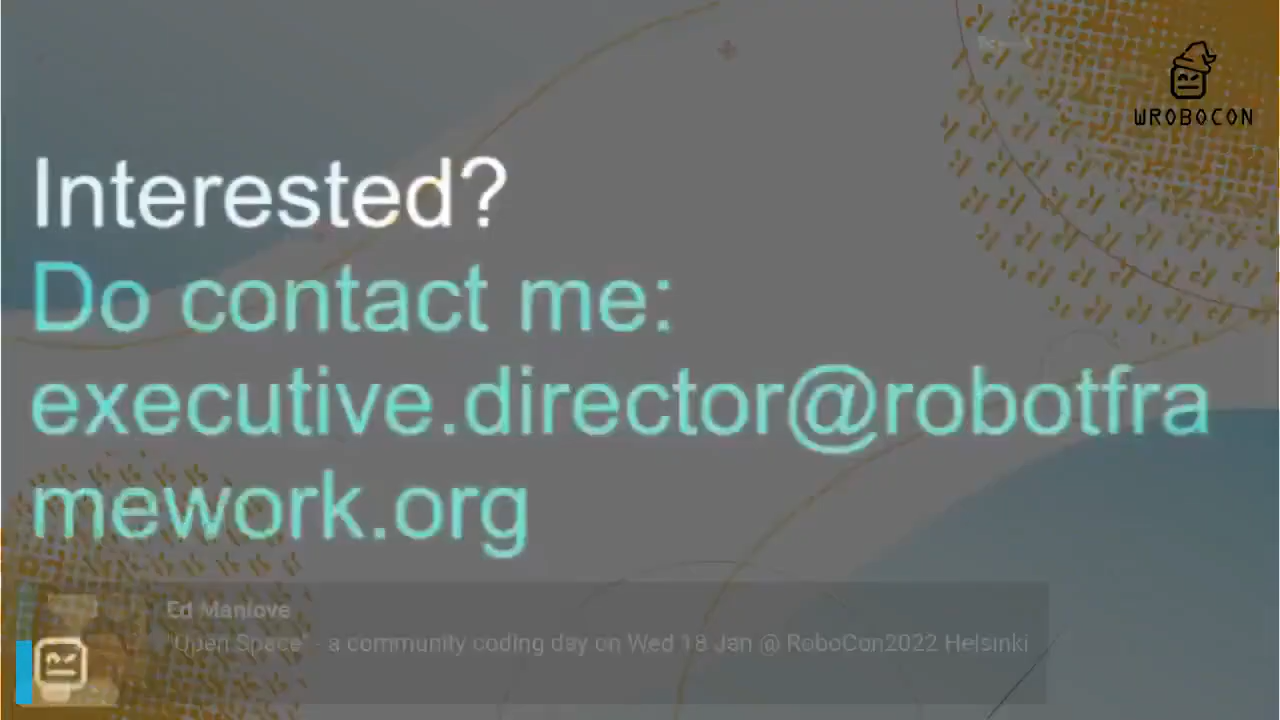 WROBOCON
Interested?
Do contact me:
executive.director@robotfra
mework.org
Ed Manlove
"Open Space" - a community coding day on Wed 18 Jan @ RoboCon2022 Helsinki